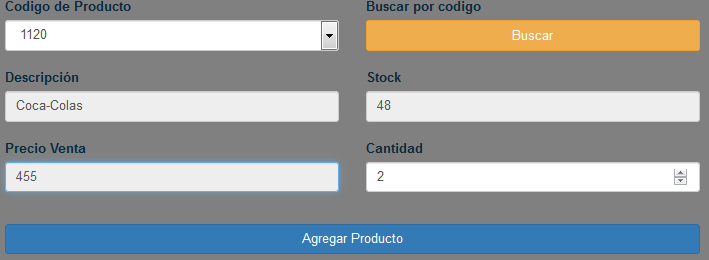 Codigo de Producto
Buscar por codigo
1120
Buscar
Descripción
Stock
Coca-Colas
48
Precio Venta
Cantidad
455
2
Agregar Producto